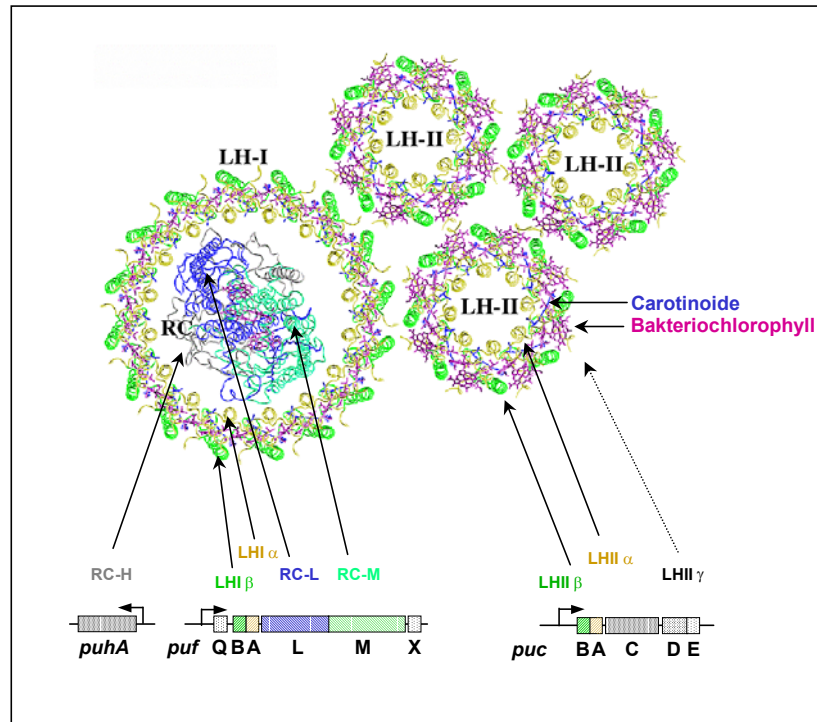 LH-II
LH-II
LH-I
LH-II
Carotinoide
RC
Bakteriochlorophyll
LHI α
LHII α
RC-H
LHI β
RC-L
RC-M
LHII β
LHII γ
puhA
puf
Q
B
A
L
M
X
puc
B
A
C
D
E